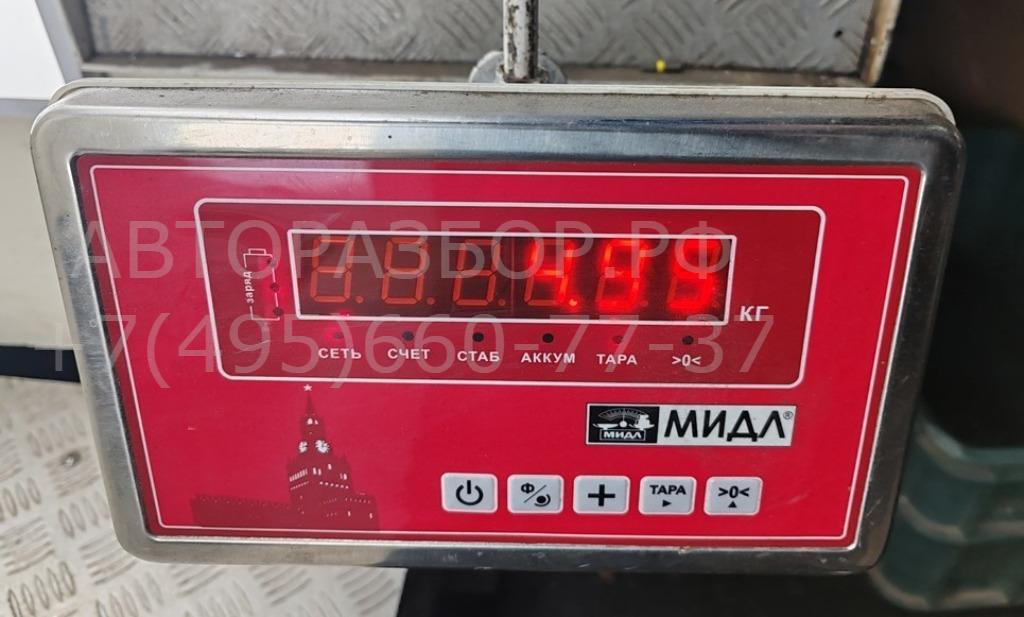 АВТОРАЗБОР.РФ
+7(495)660-77-37
заряд
КГ
СЕТЬ СЧЕТ СТАБ АККУМ ТАРА >0<
МИДЛ МИДЛ®
Ф ТАРА >0<